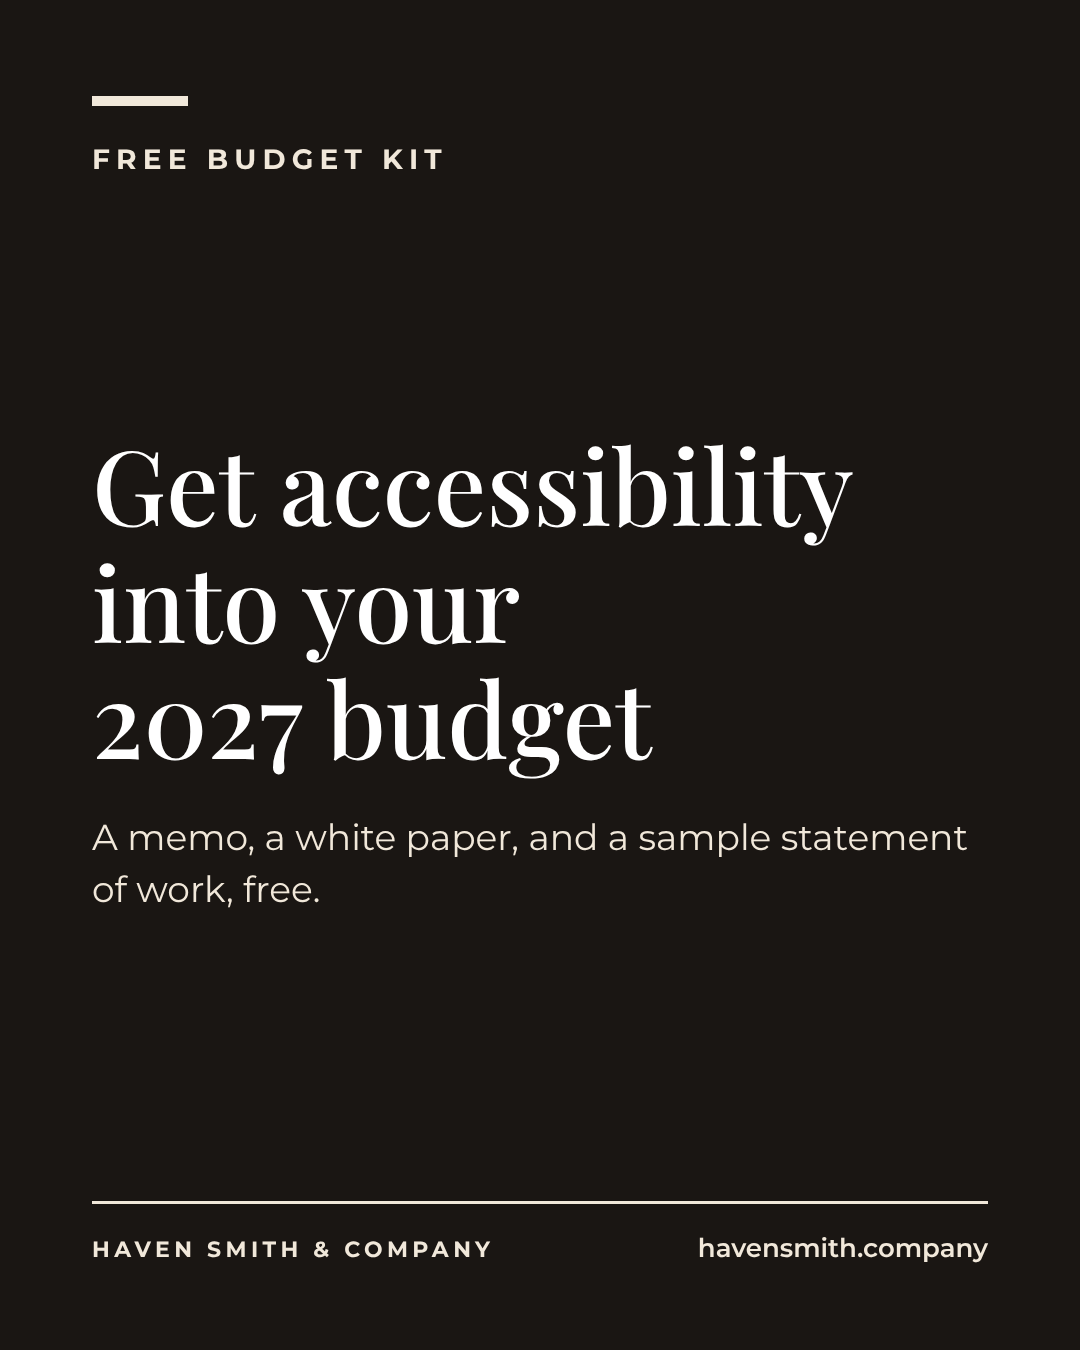 FREE BUDGET KIT
Get accessibility
into your
2027 budget
A memo, a white paper, and a sample statement
of work, free.
HAVEN SMITH & COMPANY
havensmith.company